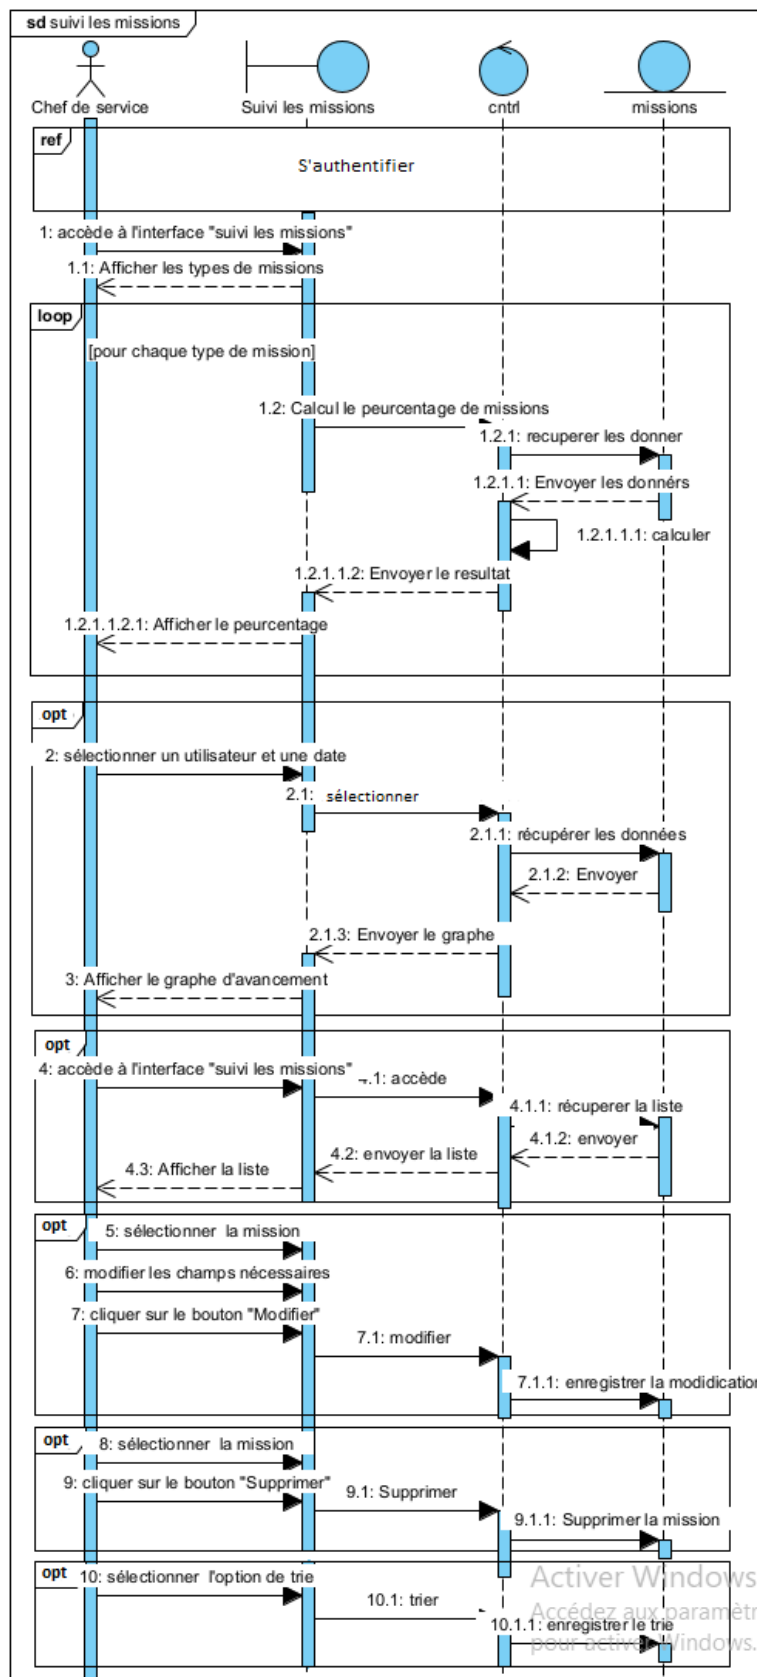 sd suivi les missions
Chef de service
Suivi les missions
cntrl
missions
ref
S'authentifier
1: accède à l'interface "suivi les missions"
1.1: Afficher les types de missions
loop
[pour chaque type de mission]
1.2: Calcul le peurcentage de missions
1.2.1: recuperer les donner
1.2.1.1: Envoyer les donnérs
1.2.1.1.1: calculer
1.2.1.1.2: Envoyer le resultat
1.2.1.1.2.1: Afficher le peurcentage
opt
2: sélectionner un utilisateur et une date
2.1: sélectionner
2.1.1: récupérer les données
2.1.2: Envoyer
2.1.3: Envoyer le graphe
3: Afficher le graphe d'avancement
opt
4: accède à l'interface "suivi les missions"
4.1: accède
4.1.1: récuperer la liste
4.1.2: envoyer
4.2: envoyer la liste
4.3: Afficher la liste
opt
5: sélectionner la mission
6: modifier les champs nécessaires
7: cliquer sur le bouton "Modifier"
7.1: modifier
7.1.1: enregistrer la modidication
opt
8: sélectionner la mission
9: cliquer sur le bouton "Supprimer"
9.1: Supprimer
9.1.1: Supprimer la mission
opt
10: sélectionner l'option de trie
10.1: trier
10.1.1: enregistrer le trie
Activer Windows
Accédez aux paramètr
pour activer Windows.